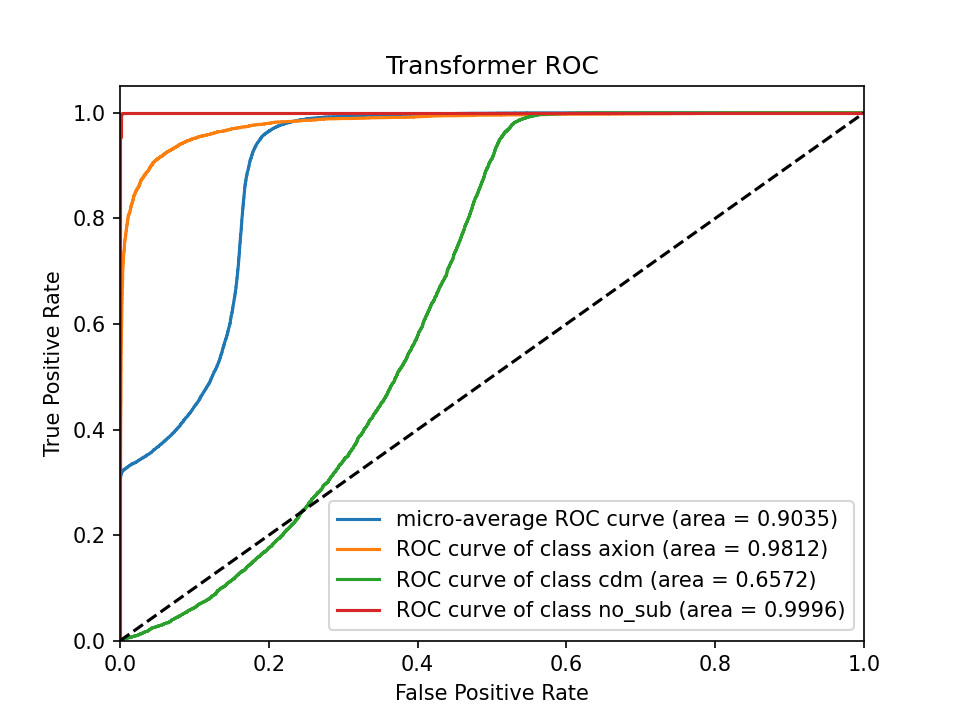 Transformer ROC
True Positive Rate
1.0
0.8
0.6
0.4
0.2
0.0
micro-average ROC curve (area = 0.9035)
ROC curve of class axion (area = 0.9812)
ROC curve of class cdm (area = 0.6572)
ROC curve of class no_sub (area = 0.9996)
0.0 0.2 0.4 0.6 0.8 1.0
False Positive Rate